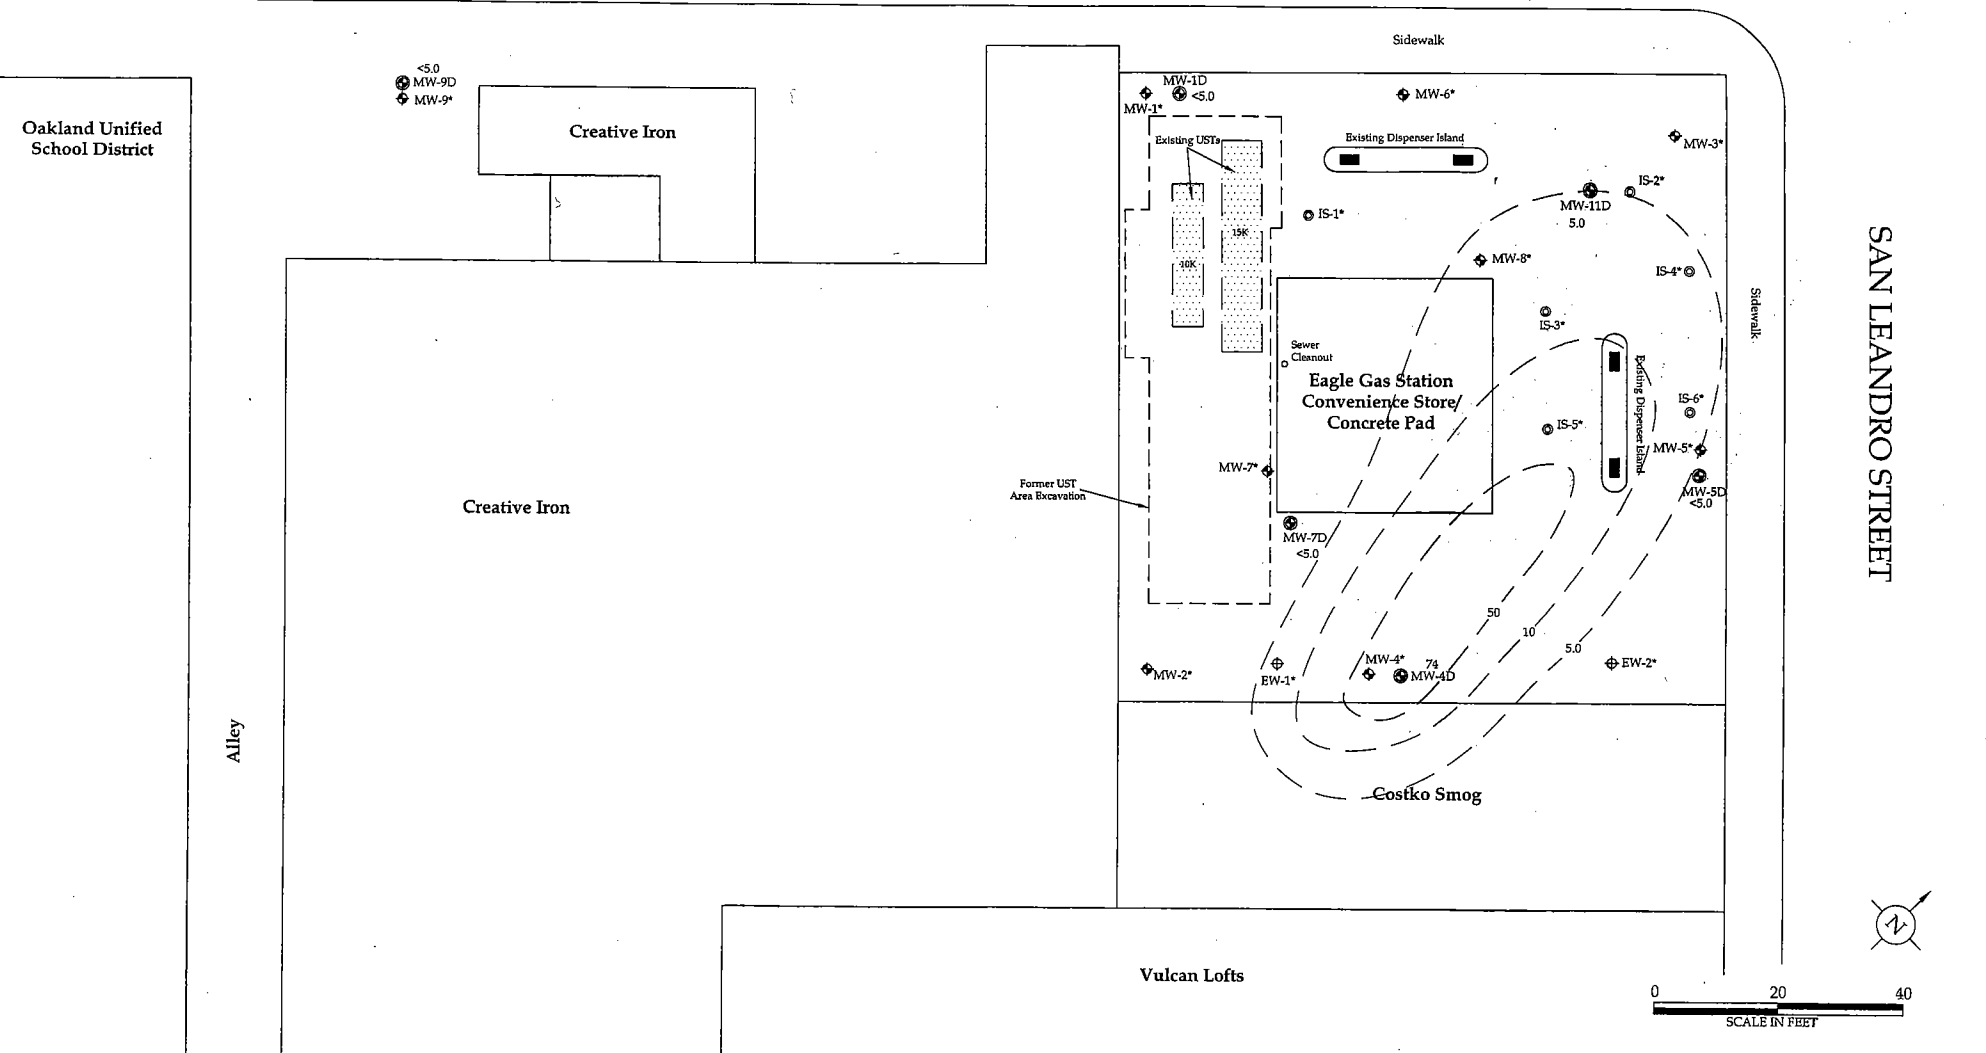 Sidewalk
<5.0
MW-9D
MW-9*
Oakland Unified
School District
Creative Iron
MW-1D
<5.0
MW-1*
MW-6*
Existing USTs
Existing Dispenser Island
MW-3*
IS-2*
MW-11D
5.0
IS-1*
15K
10K
MW-8*
IS-4*
IS-3*
Sidewalk
SAN LEANDRO STREET
Sewer
Cleanout
Eagle Gas Station
Convenience Store/
Concrete Pad
Existing Dispenser Island
IS-6*
IS-5*
MW-5*
MW-5D
<5.0
MW-7*
Former UST
Area Excavation
Creative Iron
MW-7D
<5.0
50
10
5.0
MW-2*
EW-1*
MW-4*
74
MW-4D
EW-2*
Alley
Costko Smog
Vulcan Lofts
N
0 20 40
SCALE IN FEET